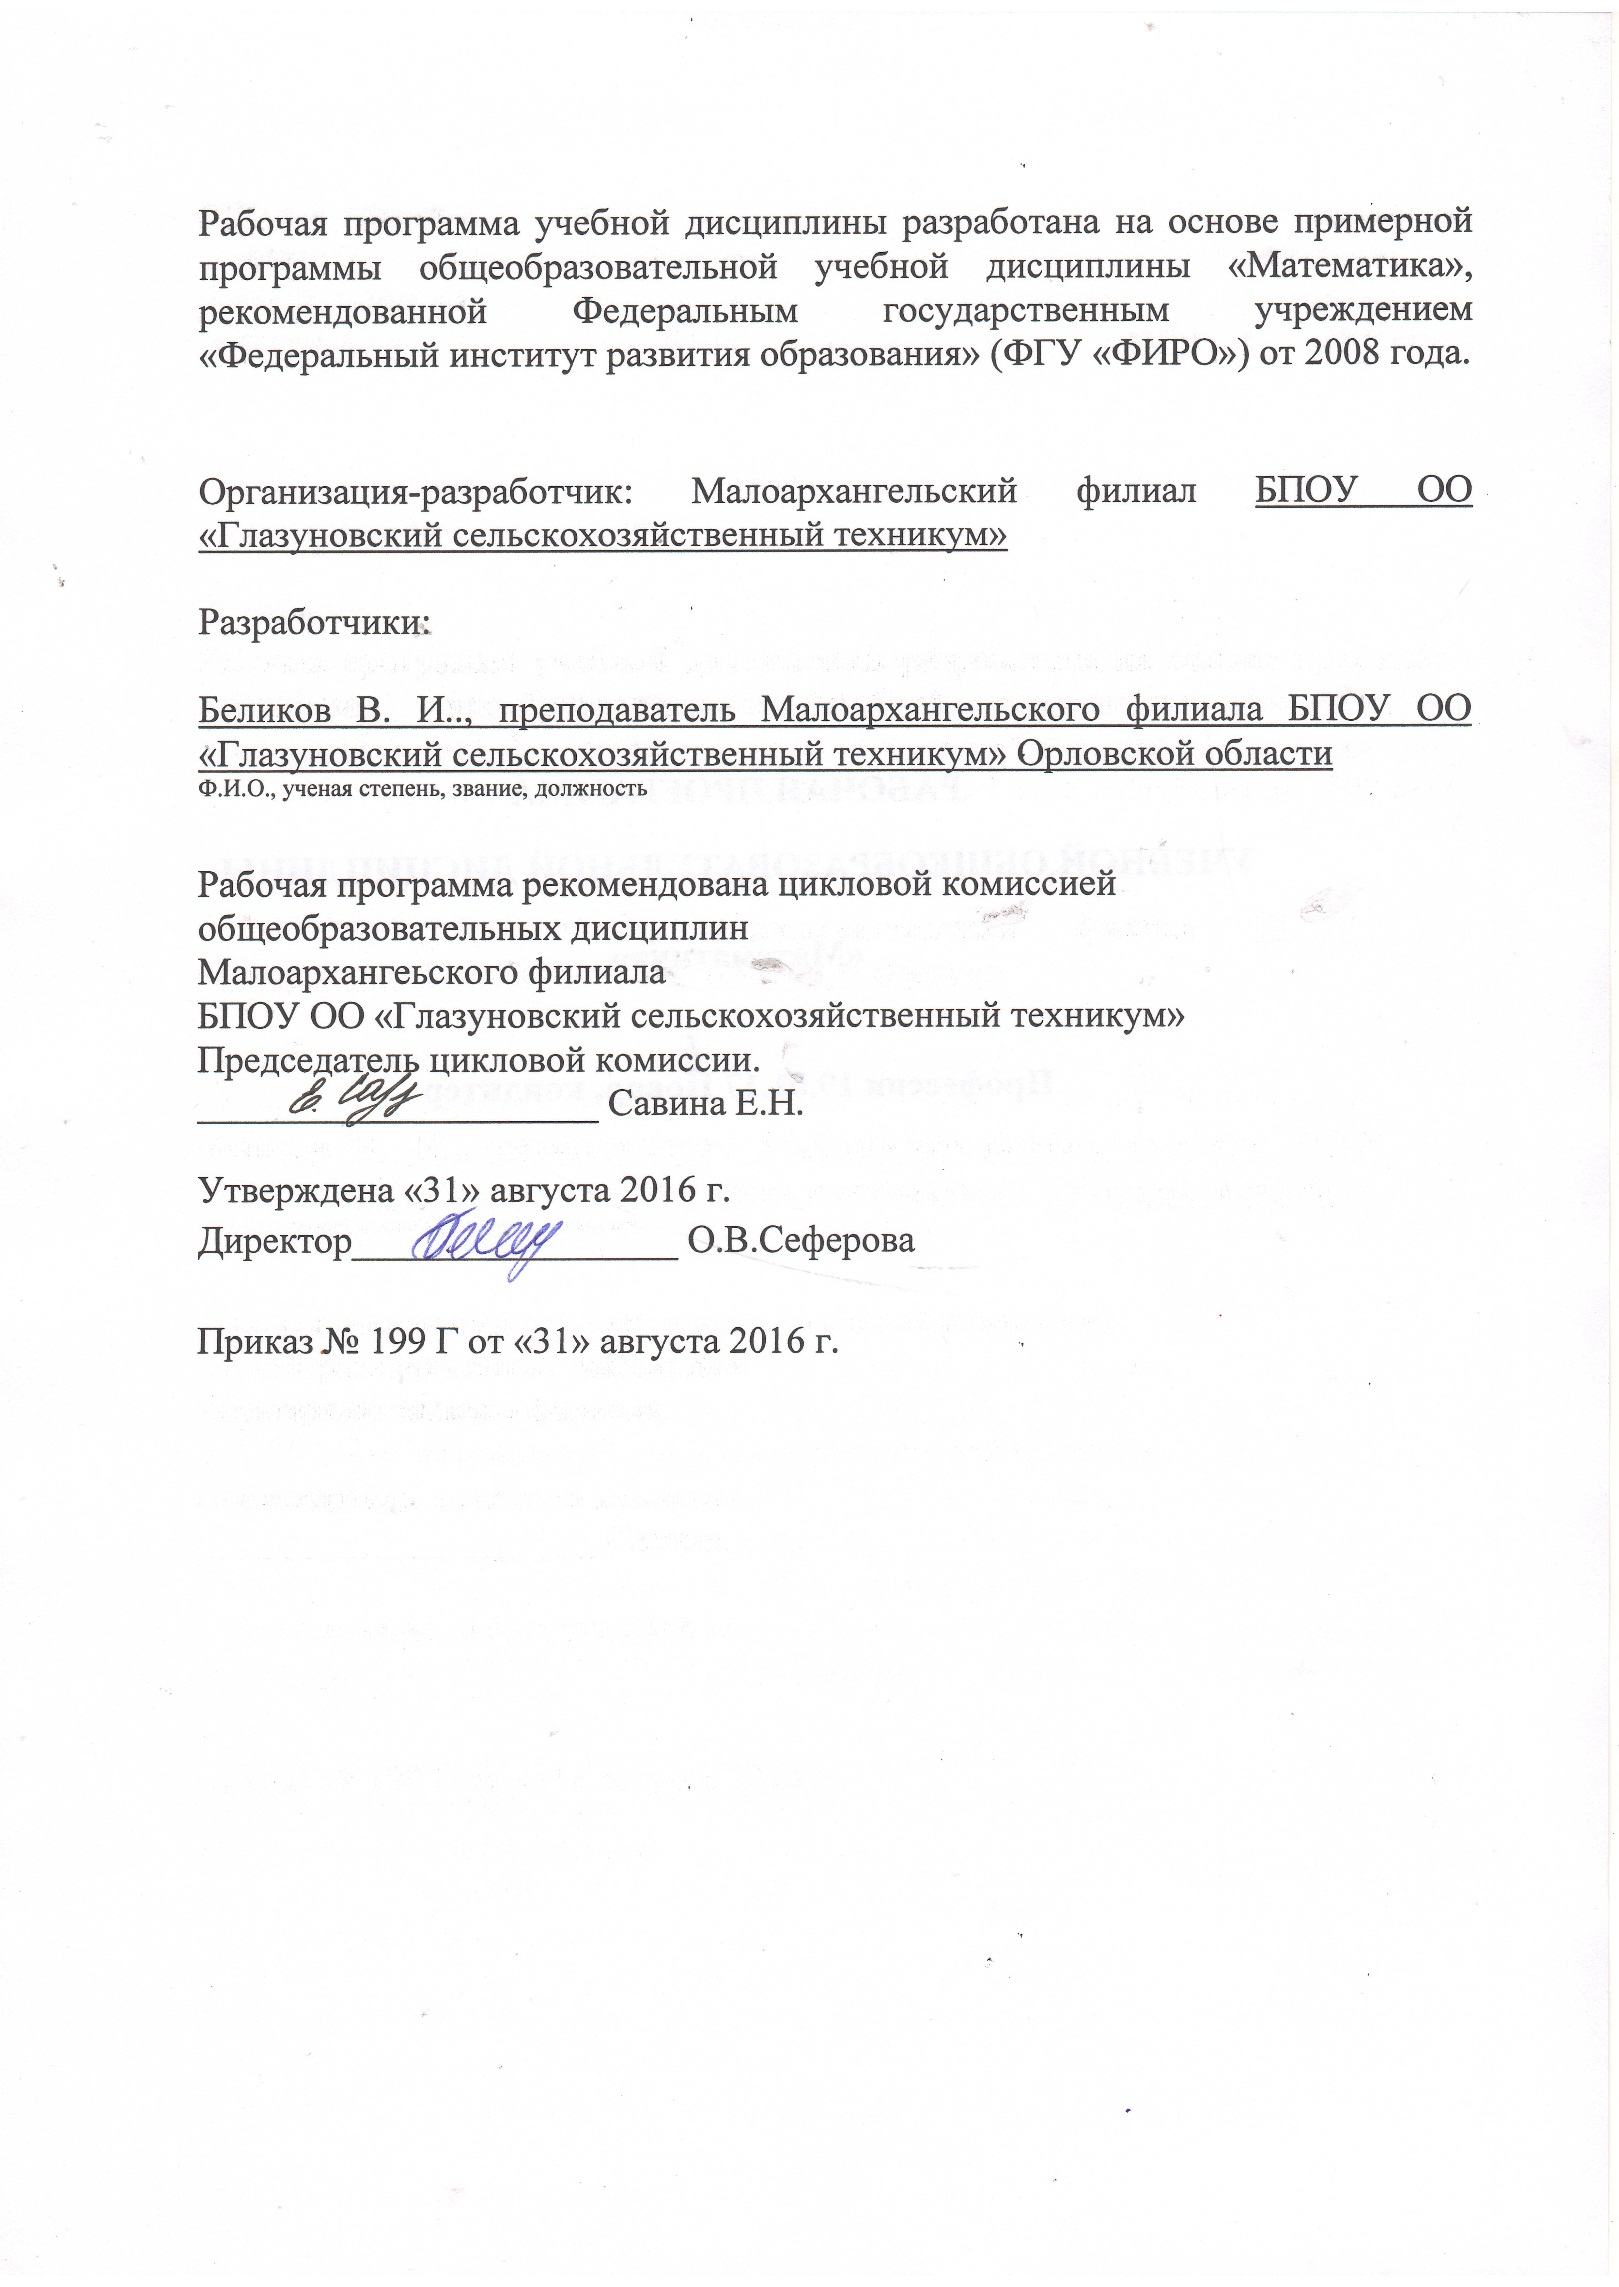 Рабочая программа учебной дисциплины разработана на основе примерной
программы общеобразовательной учебной дисциплины «Математика»,
рекомендованной Федеральным государственным учреждением
«Федеральный институт развития образования» (ФГУ «ФИРО») от 2008 года.
Организация-разработчик: Малоархангельский филиал БПОУ ОО
«Глазуновский сельскохозяйственный техникум»
Разработчики:
Беликов В. И.., преподаватель Малоархангельского филиала БПОУ ОО
«Глазуновский сельскохозяйственный техникум» Орловской области
Ф.И.О., ученая степень, звание, должность
Рабочая программа рекомендована цикловой комиссией
общеобразовательных дисциплин
Малоархангеьского филиала
БПОУ ОО «Глазуновский сельскохозяйственный техникум»
Председатель цикловой комиссии.
Савина Е.Н.
Утверждена «31» августа 2016 г.
Директор О.В.Сеферова
Приказ № 199 Г от «31» августа 2016 г.